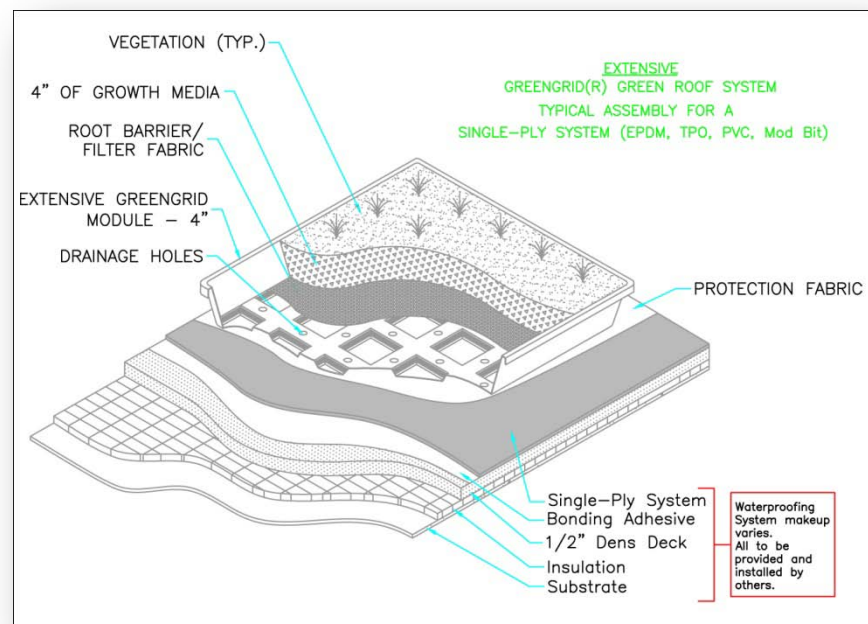 VEGETATION (TYP.)
4" OF GROWTH MEDIA
ROOT BARRIER/
FILTER FABRIC
EXTENSIVE GREENGRID
MODULE – 4"
DRAINAGE HOLES
EXTENSIVE
GREENGRID(R) GREEN ROOF SYSTEM
TYPICAL ASSEMBLY FOR A
SINGLE–PLY SYSTEM (EPDM, TPO, PVC, Mod Bit)
PROTECTION FABRIC
Single–Ply System
Bonding Adhesive
1/2" Dens Deck
Insulation
Substrate
Waterproofing
System makeup
varies.
All to be
provided and
installed by
others.